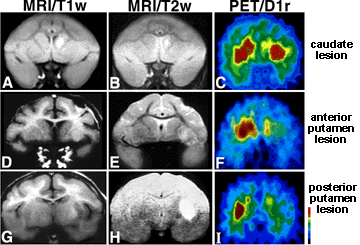 MRI/T1w MRI/T2w PET/D1r
A B C
caudate
lesion
D E F
anterior
putamen
lesion
G H I
posterior
putamen
lesion